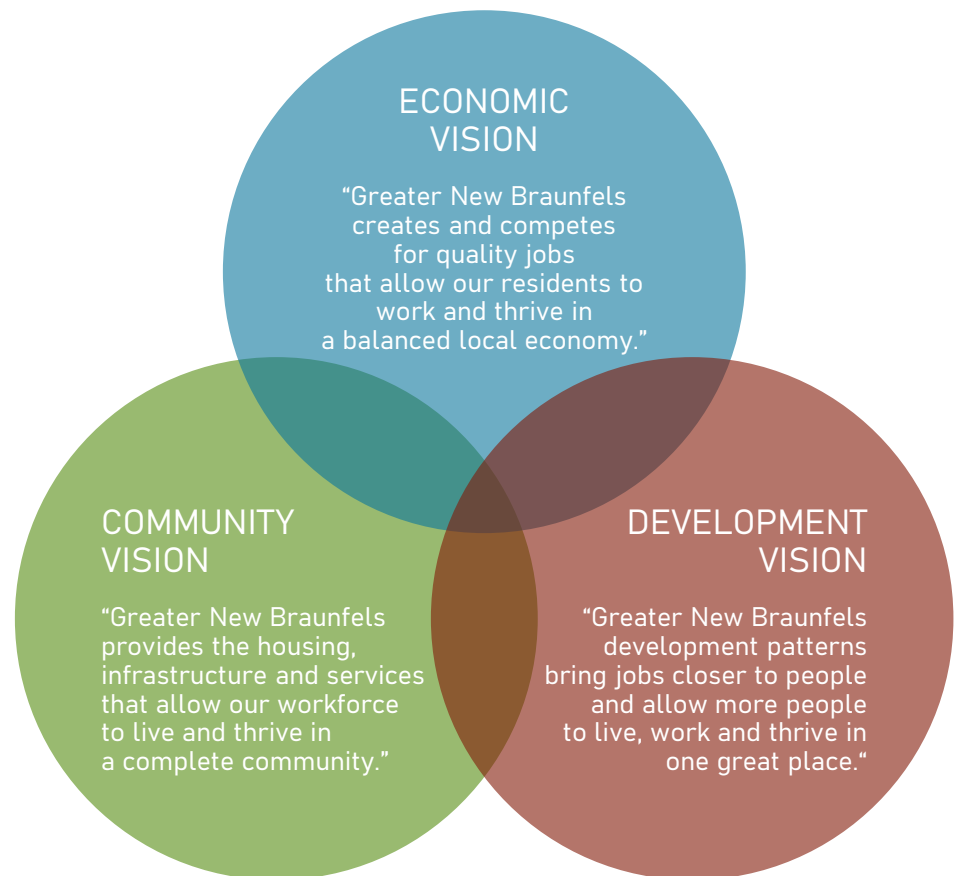 ECONOMIC
VISION
“Greater New Braunfels
creates and competes
for quality jobs
that allow our residents to
work and thrive in
a balanced local economy.”
COMMUNITY
VISION
“Greater New Braunfels
provides the housing,
infrastructure and services
that allow our workforce
to live and thrive in
a complete community.”
DEVELOPMENT
VISION
“Greater New Braunfels
development patterns
bring jobs closer to people
and allow more people
to live, work and thrive in
one great place.“